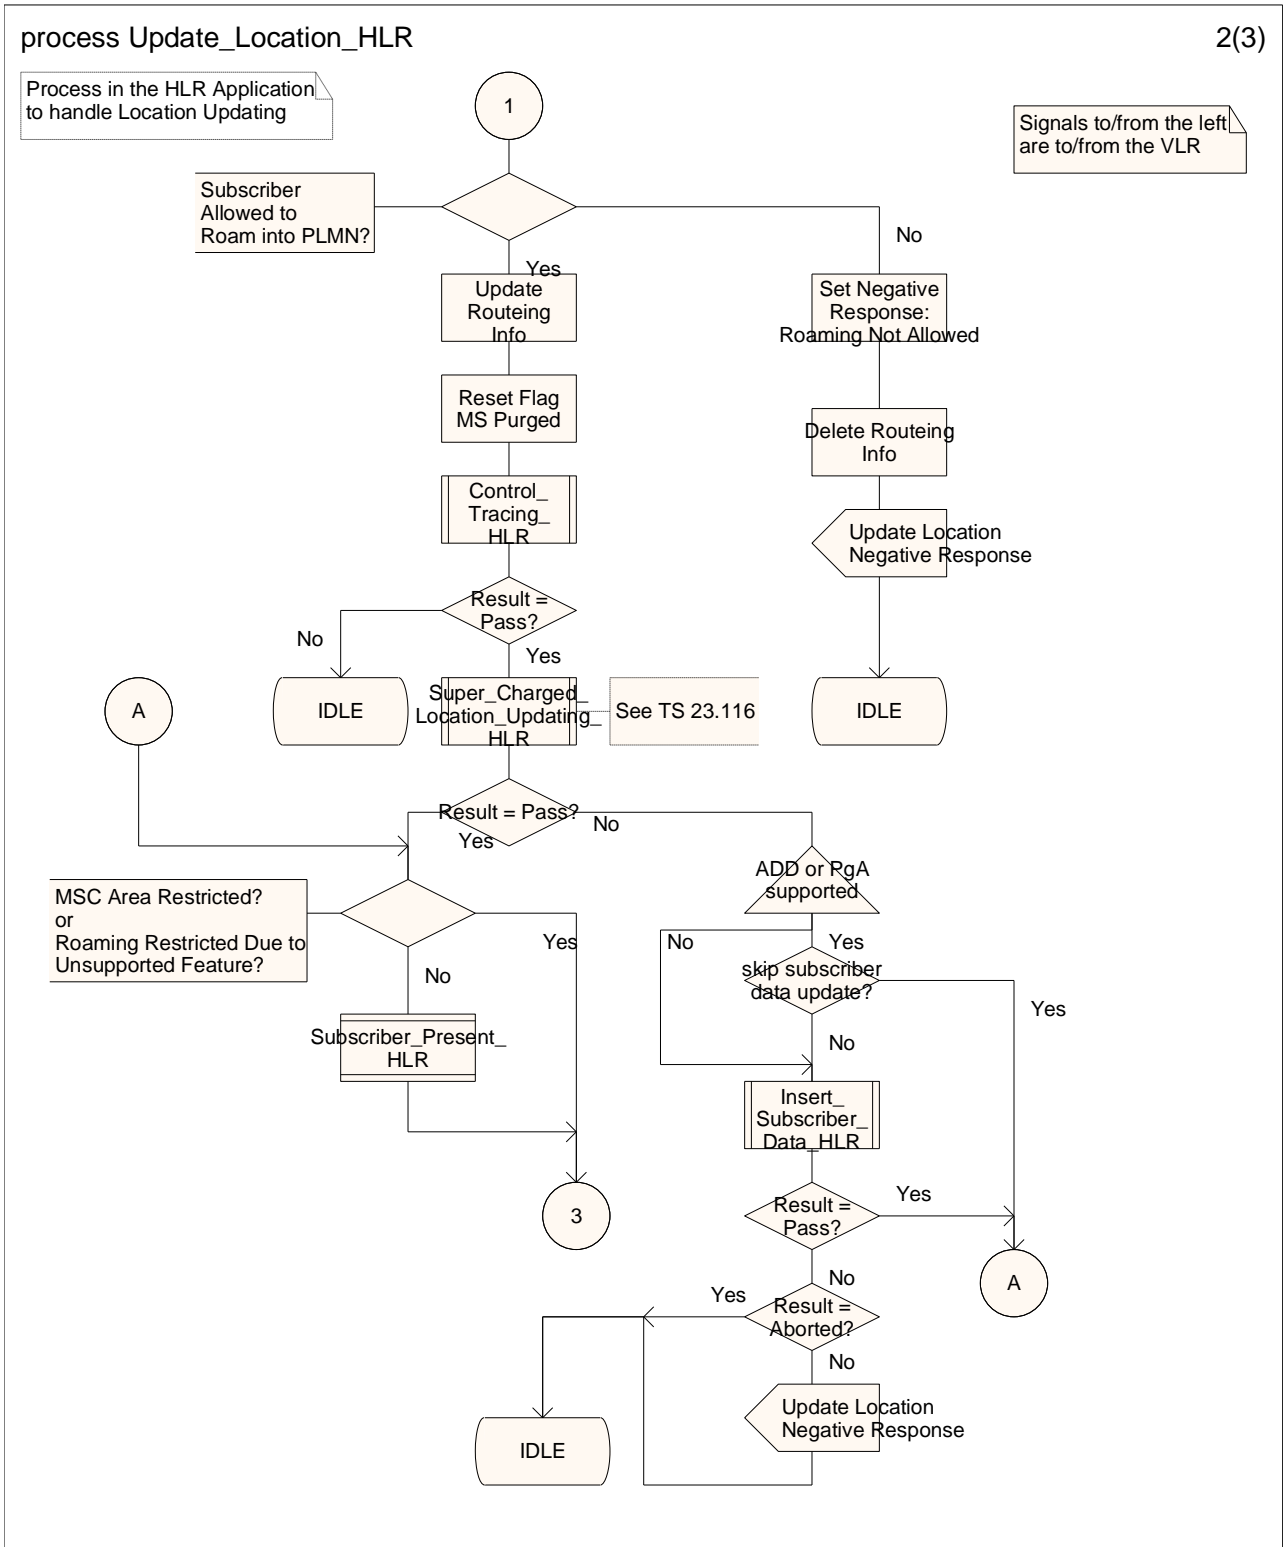 process Update_Location_HLR
2(3)
Process in the HLR Application
to handle Location Updating
1
Signals to/from the left
are to/from the VLR
Subscriber
Allowed to
Roam into PLMN?
No
Yes
Update
Routeing
Info
Set Negative
Response:
Roaming Not Allowed
Reset Flag
MS Purged
Delete Routeing
Info
Control_
Tracing_
HLR
Update Location
Negative Response
Result =
Pass?
No
Yes
A
IDLE
Super_Charged_
Location_Updating_
HLR
See TS 23.116
IDLE
Result = Pass?
No
Yes
ADD or PgA
supported
MSC Area Restricted?
or
Roaming Restricted Due to
Unsupported Feature?
Yes
No
Yes
No
skip subscriber
data update?
Yes
No
Subscriber_Present_
HLR
Insert_
Subscriber_
Data_HLR
3
Result =
Pass?
Yes
No
A
Yes
Result =
Aborted?
No
Update Location
Negative Response
IDLE